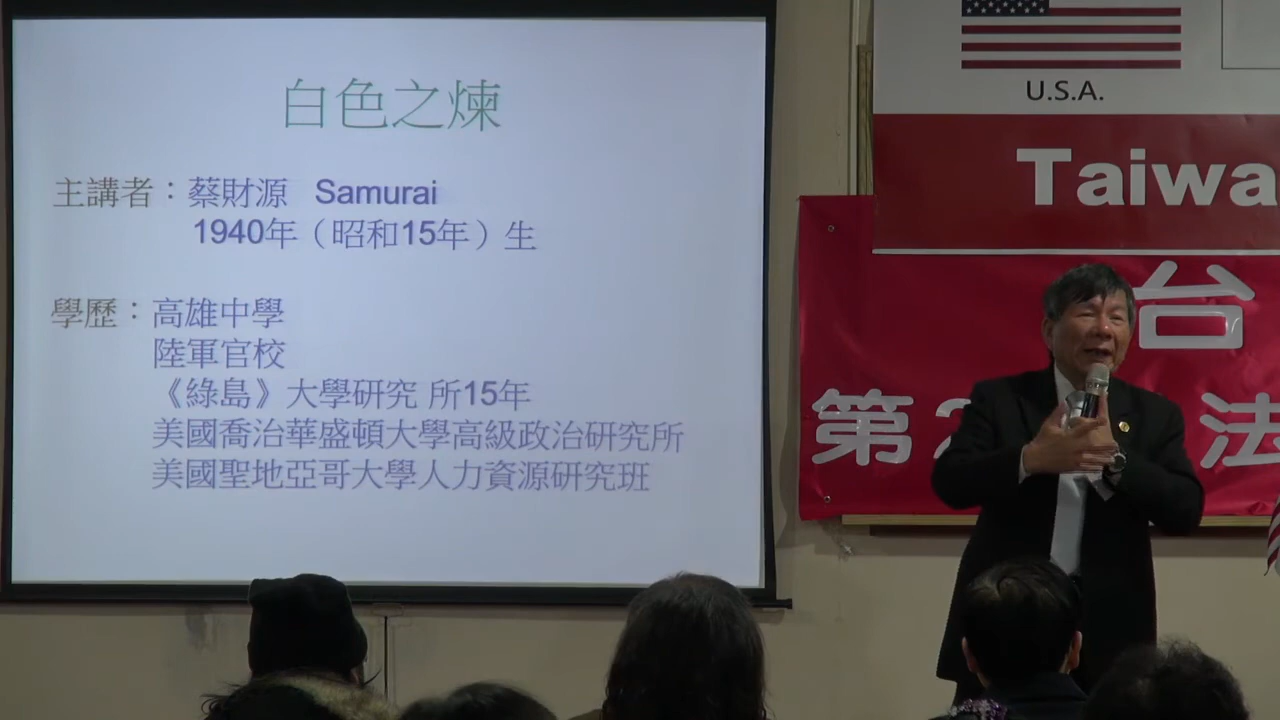 白色之煉
主講者：蔡財源 Samurai
1940年（昭和15年）生
學歷：高雄中學
陸軍官校
《綠島》大學研究 所15年
美國喬治華盛頓大學高級政治研究所
美國聖地亞哥大學人力資源研究班
U.S.A.
Taiwa
台
第2 法